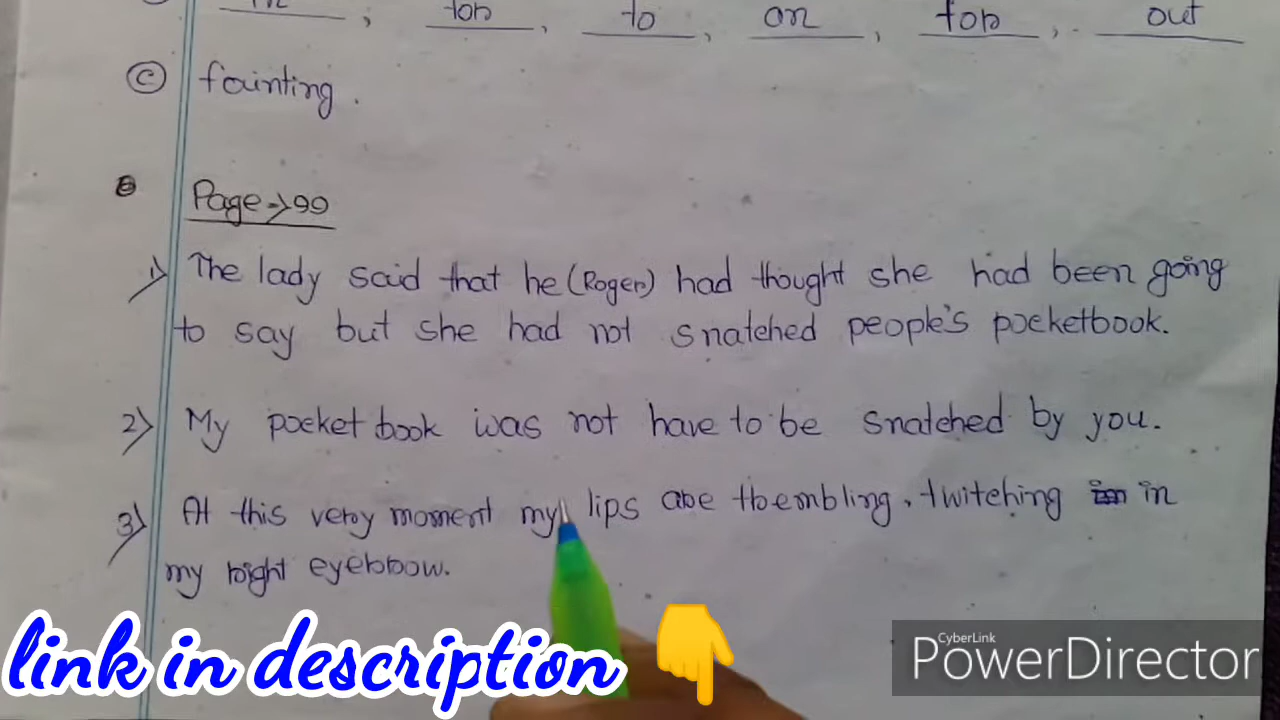 for, to, on, for, out
Ⓒ fainting.
Page→99
1) The lady said that he (Roger) had thought she had been going
to say but she had not snatched people's pocketbook.
2) My pocket book was not have to be snatched by you.
3) At this very moment my lips are trembling, twitching in
my right eyebrow.
link in description 👇
CyberLink
PowerDirector